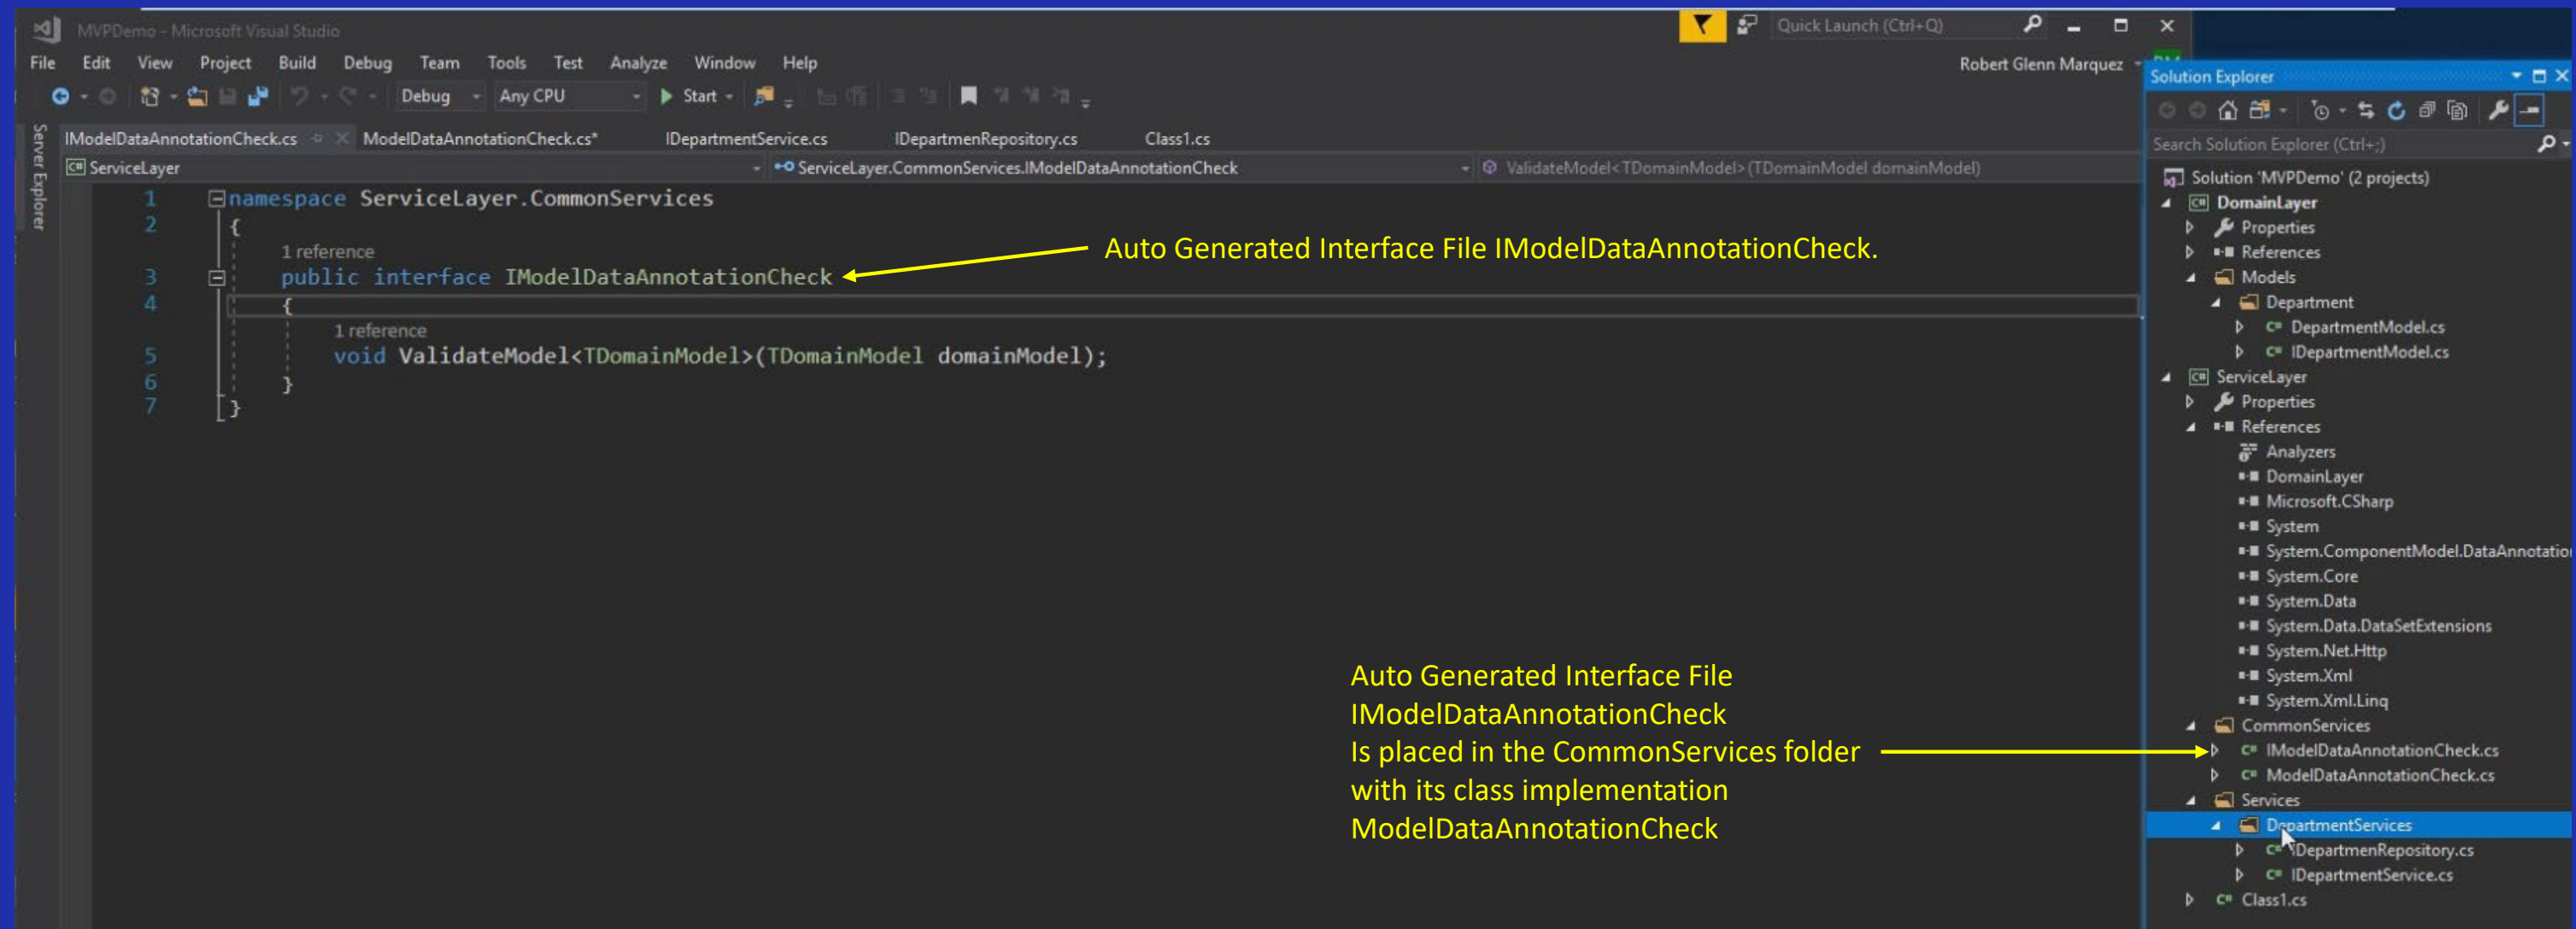 MVPDemo - Microsoft Visual Studio
Quick Launch (Ctrl+Q)
File Edit View Project Build Debug Team Tools Test Analyze Window Help
Robert Glenn Marquez
Debug Any CPU Start
Server Explorer
IModelDataAnnotationCheck.cs ModelDataAnnotationCheck.cs* IDepartmentService.cs IDepartmenRepository.cs Class1.cs
C# ServiceLayer ServiceLayer.CommonServices.IModelDataAnnotationCheck ValidateModel<TDomainModel>(TDomainModel domainModel)
1 namespace ServiceLayer.CommonServices
2 {
1 reference
3 public interface IModelDataAnnotationCheck
4 {
1 reference
5 void ValidateModel<TDomainModel>(TDomainModel domainModel);
6 }
7 }
Auto Generated Interface File IModelDataAnnotationCheck.
Auto Generated Interface File
IModelDataAnnotationCheck
Is placed in the CommonServices folder
with its class implementation
ModelDataAnnotationCheck
Solution Explorer
Search Solution Explorer (Ctrl+;)
Solution 'MVPDemo' (2 projects)
C# DomainLayer
Properties
References
Models
Department
C# DepartmentModel.cs
C# IDepartmentModel.cs
C# ServiceLayer
Properties
References
Analyzers
DomainLayer
Microsoft.CSharp
System
System.ComponentModel.DataAnnotation
System.Core
System.Data
System.Data.DataSetExtensions
System.Net.Http
System.Xml
System.Xml.Linq
CommonServices
C# IModelDataAnnotationCheck.cs
C# ModelDataAnnotationCheck.cs
Services
DepartmentServices
C# IDepartmenRepository.cs
C# IDepartmentService.cs
C# Class1.cs